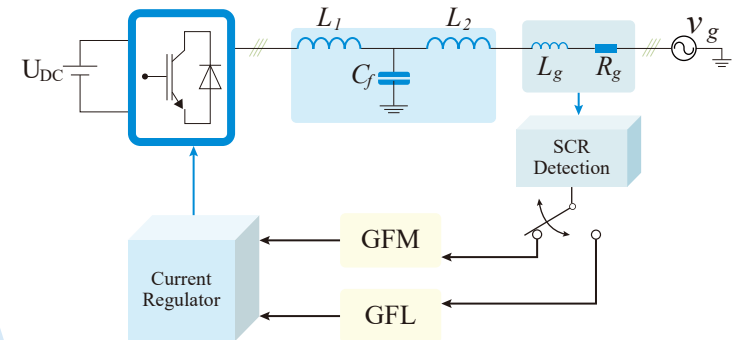 L1
L2
vg
UDC
Cf
Lg
Rg
SCR
Detection
GFM
Current
Regulator
GFL